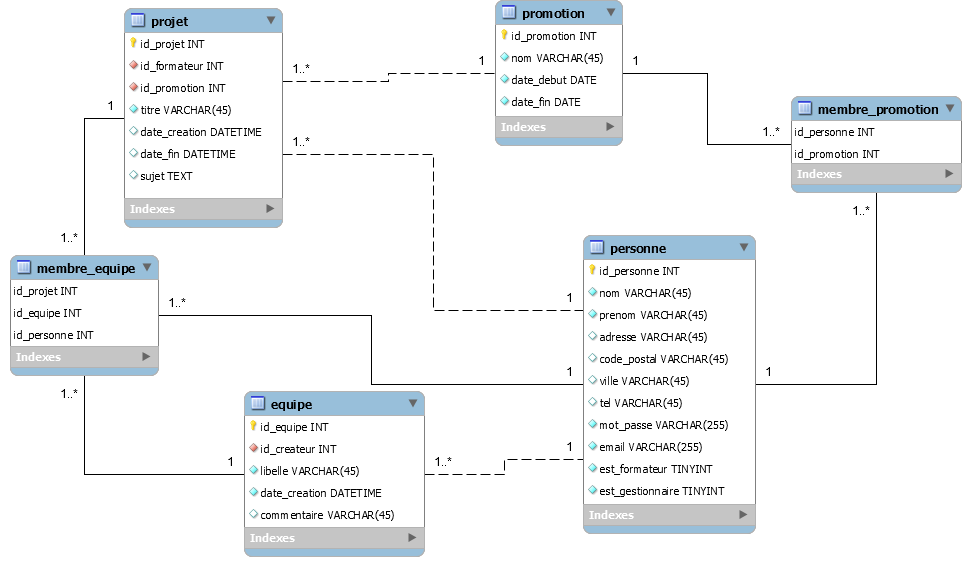 projet
id_projet INT
id_formateur INT
id_promotion INT
titre VARCHAR(45)
date_creation DATETIME
date_fin DATETIME
sujet TEXT
Indexes
promotion
id_promotion INT
nom VARCHAR(45)
date_debut DATE
date_fin DATE
Indexes
membre_promotion
id_personne INT
id_promotion INT
Indexes
membre_equipe
id_projet INT
id_equipe INT
id_personne INT
Indexes
personne
id_personne INT
nom VARCHAR(45)
prenom VARCHAR(45)
adresse VARCHAR(45)
code_postal VARCHAR(45)
ville VARCHAR(45)
tel VARCHAR(45)
mot_passe VARCHAR(255)
email VARCHAR(255)
est_formateur TINYINT
est_gestionnaire TINYINT
Indexes
equipe
id_equipe INT
id_createur INT
libelle VARCHAR(45)
date_creation DATETIME
commentaire VARCHAR(45)
Indexes
1..*
1
1
1..*
1
1..*
1..*
1
1..*
1
1..*
1
1..*
1
1..*
1